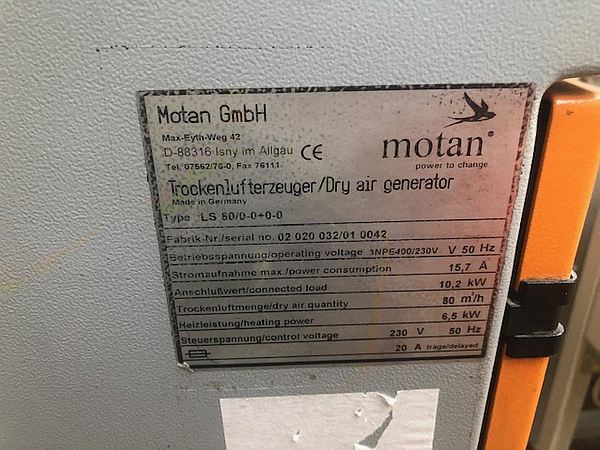 Motan GmbH
Max-Eyth-Weg 42
D-88316 Isny im Allgäu CE
Tel. 07562/76-0, Fax 76111
motan®
power to change
Trockenlufterzeuger/Dry air generator
Made in Germany
Type LS 80/0-0+0-0
Fabrik-Nr./serial no. 02 020 032/01 0042
Betriebsspannung/operating voltage 3NPE400/230V V 50 Hz
Stromaufnahme max./power consumption 15,7 A
Anschlußwert/connected load 10,2 kW
Trockenluftmenge/dry air quantity 80 m³/h
Heizleistung/heating power 6,5 kW
Steuerspannung/control voltage 230 V 50 Hz
20 A träge/delayed